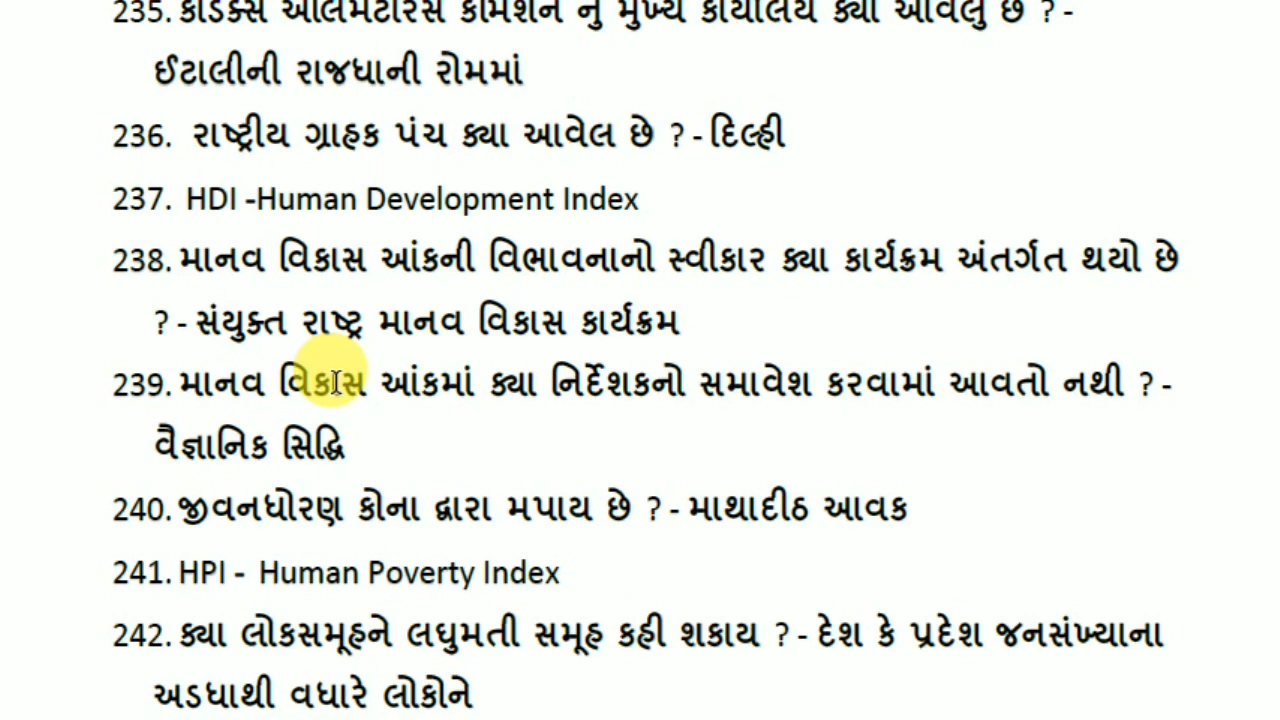 235. કોડેક્સ એલિમેટારિસ કમિશન નું મુખ્ય કાર્યાલય ક્યા આવેલું છે ? -
ઈટાલીની રાજધાની રોમમાં
236. રાષ્ટ્રીય ગ્રાહક પંચ ક્યા આવેલ છે ? - દિલ્હી
237. HDI -Human Development Index
238. માનવ વિકાસ આંકની વિભાવનાનો સ્વીકાર ક્યા કાર્યક્રમ અંતર્ગત થયો છે
? - સંયુક્ત રાષ્ટ્ર માનવ વિકાસ કાર્યક્રમ
239. માનવ વિકાસ આંકમાં ક્યા નિર્દેશકનો સમાવેશ કરવામાં આવતો નથી ? -
વૈજ્ઞાનિક સિદ્ધિ
240. જીવનધોરણ કોના દ્વારા મપાય છે ? - માથાદીઠ આવક
241. HPI - Human Poverty Index
242. ક્યા લોકસમૂહને લઘુમતી સમૂહ કહી શકાય ? - દેશ કે પ્રદેશ જનસંખ્યાના
અડધાથી વધારે લોકોને